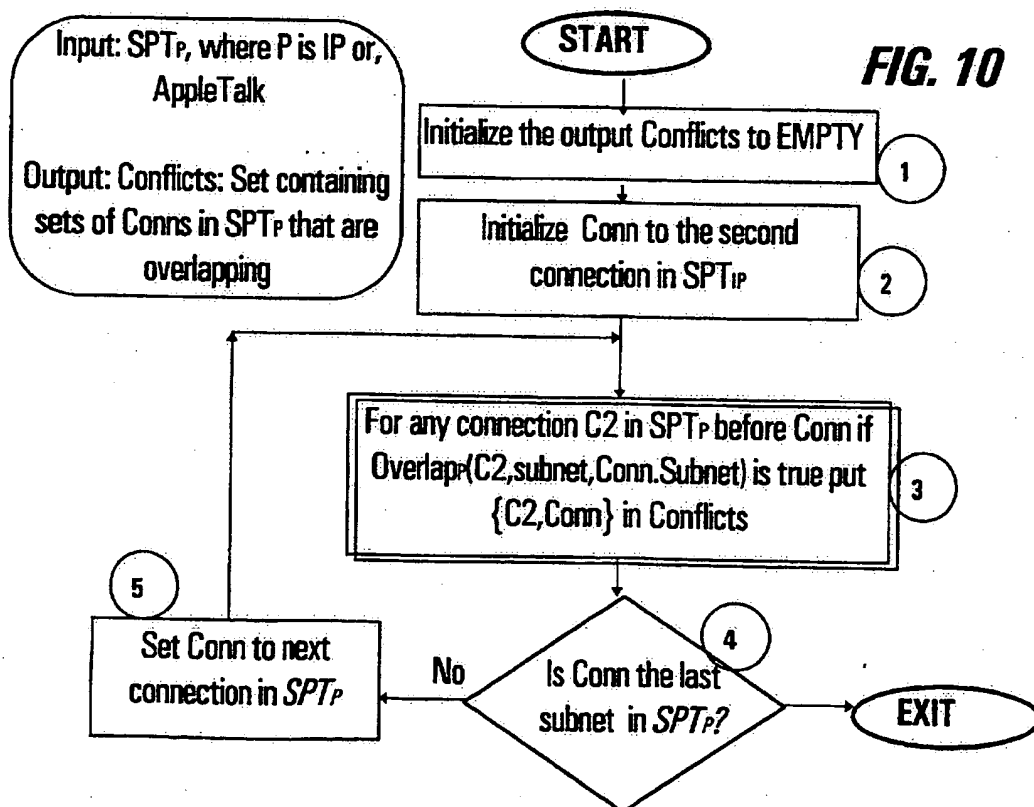 Input: SPTP, where P is IP or,
AppleTalk
Output: Conflicts: Set containing
sets of Conns in SPTP that are
overlapping
START
FIG. 10
Initialize the output Conflicts to EMPTY
1
Initialize Conn to the second
connection in SPTIP
2
For any connection C2 in SPTP before Conn if
OverlapP(C2,subnet,Conn.Subnet) is true put
{C2,Conn} in Conflicts
3
5
Set Conn to next
connection in SPTP
No
4
Is Conn the last
subnet in SPTP?
EXIT